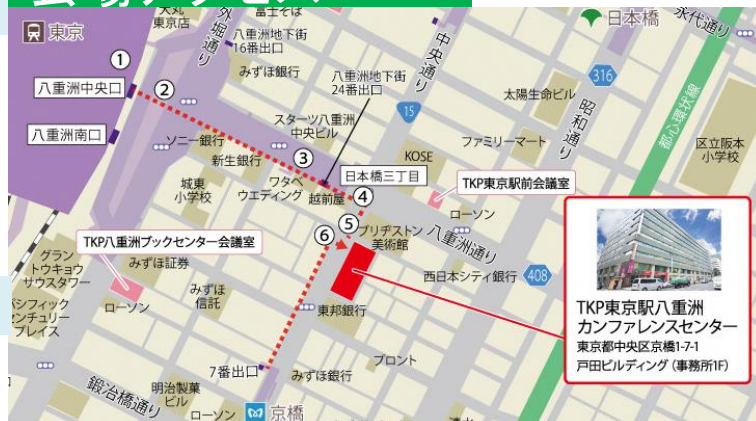 東京
大丸
東京店
外堀通り
富士そば
八重洲地下街
16番出口
みずほ銀行
八重洲地下街
24番出口
中央通り
日本橋
永代通り
316
①
八重洲中央口
②
八重洲南口
ソニー銀行
新生銀行
城東
小学校
スターツ八重洲
中央ビル
③
ワタベ
ウエディング
越前屋
日本橋三丁目
④
15
KOSE
太陽生命ビル
昭和通り
ファミリーマート
都心環状線
区立阪本
小学校
TKP東京駅前会議室
ローソン
⑤
⑥
ブリヂストン
美術館
八重洲通り
西日本シティ銀行
408
TKP八重洲ブックセンター会議室
グラン
トウキョウ
サウスタワー
みずほ証券
ローソン
みずほ
信託
東邦銀行
パシフィック
センチュリー
プレイス
7番出口
みずほ銀行
ブロント
鍛冶橋通り
明治製菓
ビル
ローソン
京橋
TKP東京駅八重洲
カンファレンスセンター
東京都中央区京橋1-7-1
戸田ビルディング (事務所1F)